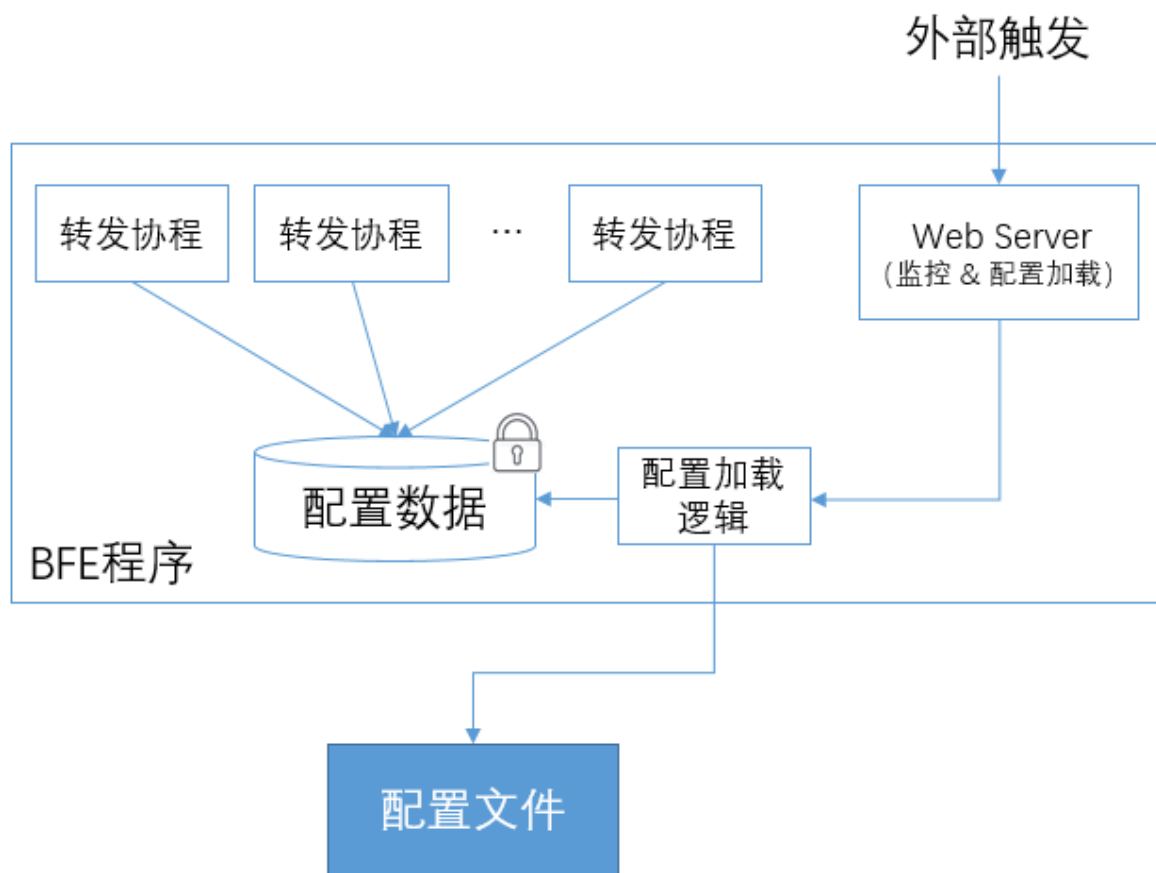 外部触发
转发协程
转发协程
...
转发协程
Web Server
（监控 & 配置加载）
配置数据
配置加载
逻辑
BFE程序
配置文件